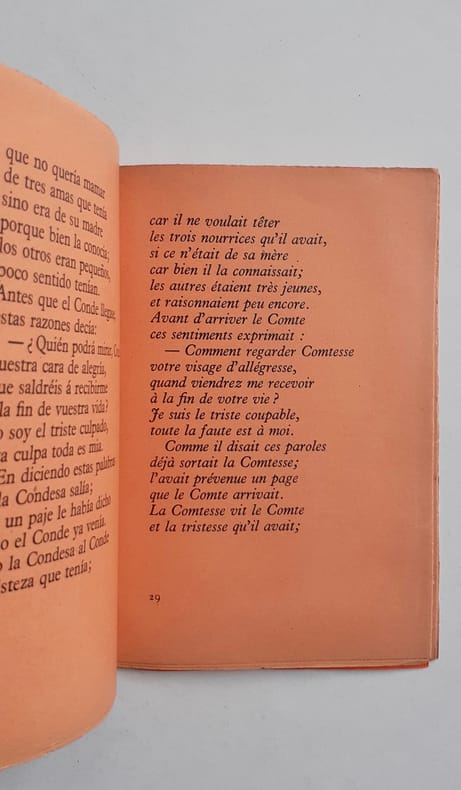 que no quería mamar
de tres amas que tenía
sino era de su madre
porque bien la conocía;
los otros eran pequeños,
poco sentido tenían.
Antes que el Conde llegue,
estas razones decía:
— ¿Quién podrá mirar,
vuestra cara de alegría,
que saldréis á recibirme
la fin de vuestra vida?
o soy el triste culpado,
a culpa toda es mía.
En diciendo estas palabras
la Condesa salía;
un paje le había dicho
o el Conde ya venía.
o la Condesa al Conde
steza que tenía;
car il ne voulait têter
les trois nourrices qu'il avait,
si ce n'était de sa mère
car bien il la connaissait;
les autres étaient très jeunes,
et raisonnaient peu encore.
Avant d'arriver le Comte
ces sentiments exprimait :
— Comment regarder Comtesse
votre visage d'allégresse,
quand viendrez me recevoir
à la fin de votre vie ?
Je suis le triste coupable,
toute la faute est à moi.
Comme il disait ces paroles
déjà sortait la Comtesse;
l'avait prévenue un page
que le Comte arrivait.
La Comtesse vit le Comte
et la tristesse qu'il avait;
29